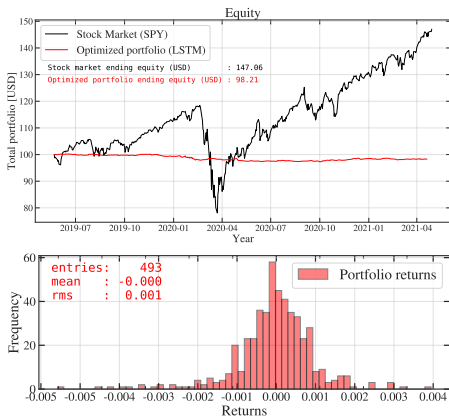 Equity
Stock Market (SPY)
Optimized portfolio (LSTM)
Stock market ending equity (USD) : 147.06
Optimized portfolio ending equity (USD) : 98.21
Total portfolio [USD]
150
140
130
120
110
100
90
80
2019-07 2019-10 2020-01 2020-04 2020-07 2020-10 2021-01 2021-04
Year
entries: 493
mean : -0.000
rms : 0.001
Portfolio returns
Frequency
60
40
20
0
-0.005 -0.004 -0.003 -0.002 -0.001 0.000 0.001 0.002 0.003 0.004
Returns